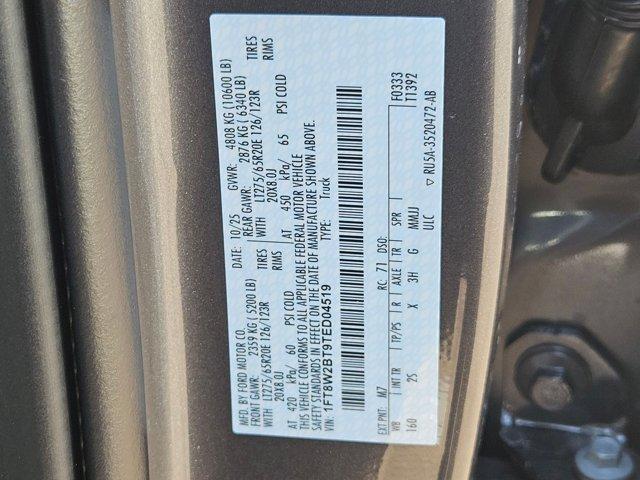 MFD. BY FORD MOTOR CO.
DATE: 10/25 GVWR: 4808 KG (10600 LB)
FRONT GAWR: 2359 KG (5200 LB) REAR GAWR: 2876 KG (6340 LB)
WITH LT275/65R20E 126/123R TIRES WITH LT275/65R20E 126/123R TIRES
20X8.0J RIMS 20X8.0J RIMS
AT 420 kPa/ 60 PSI COLD AT 450 kPa/ 65 PSI COLD
THIS VEHICLE CONFORMS TO ALL APPLICABLE FEDERAL MOTOR VEHICLE
SAFETY STANDARDS IN EFFECT ON THE DATE OF MANUFACTURE SHOWN ABOVE.
VIN: 1FT8W2BT9TED04519 TYPE: Truck
F0333
T1392
EXT PNT: M7 RC: 71 DSO:
WB INT TR TP/PS R AXLE TR SPR
160 2S X 3H G MMJJ
ULC
▽ RU5A-3520472-AB